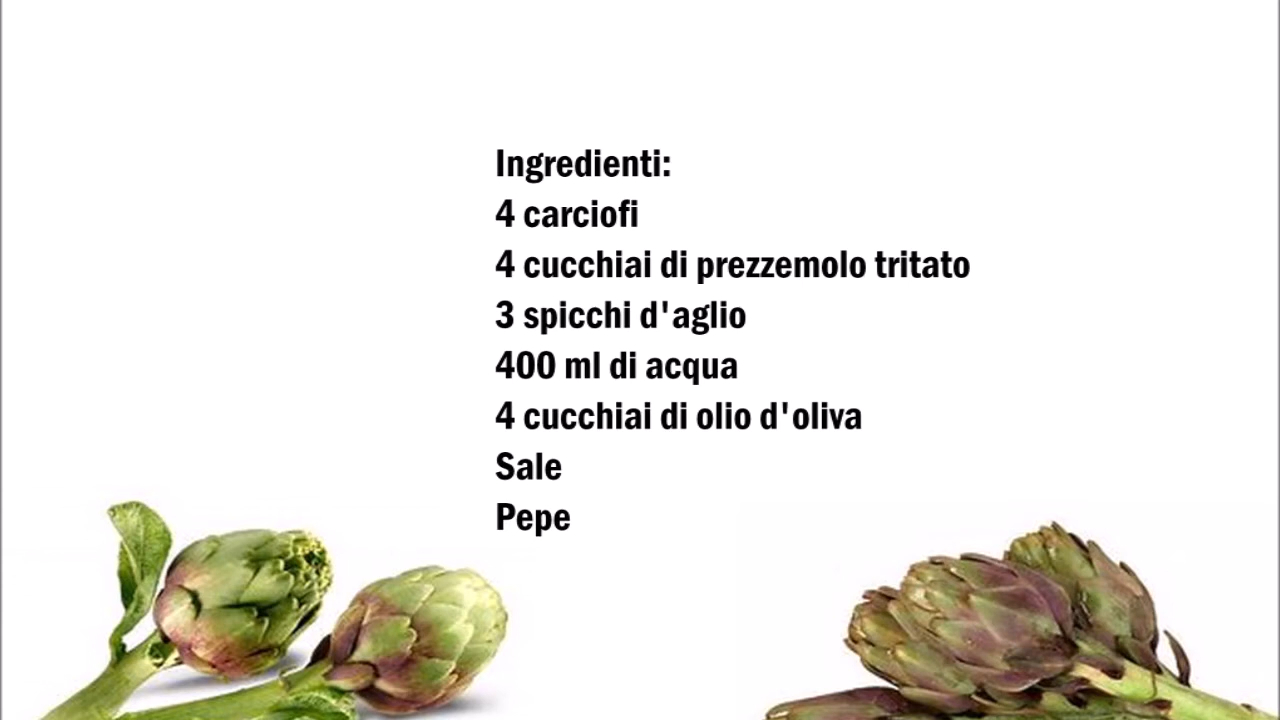 Ingredienti:
4 carciofi
4 cucchiai di prezzemolo tritato
3 spicchi d'aglio
400 ml di acqua
4 cucchiai di olio d'oliva
Sale
Pepe